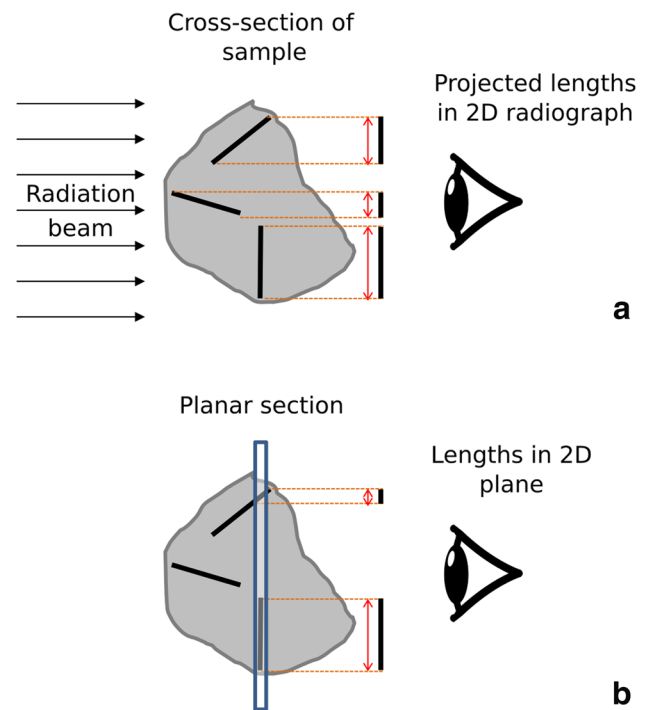 Cross-section of
sample
Projected lengths
in 2D radiograph
Radiation
beam
a
Planar section
Lengths in 2D
plane
b